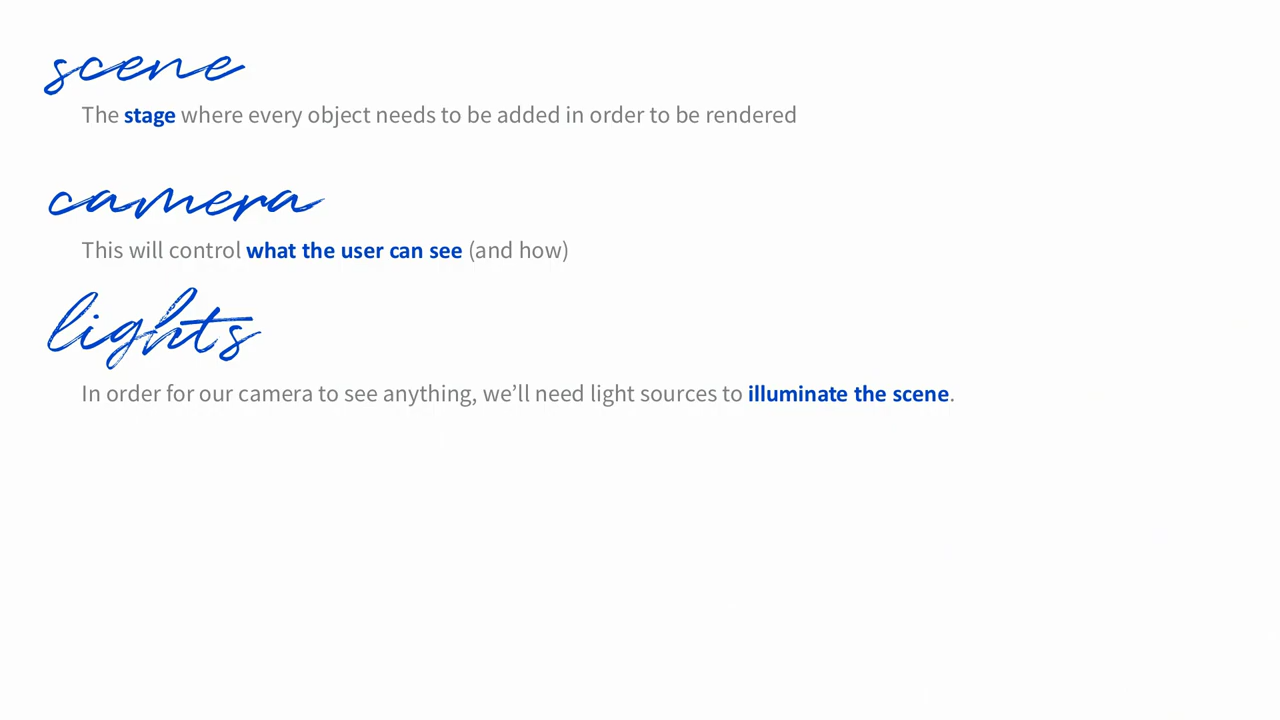 scene
The stage where every object needs to be added in order to be rendered
camera
This will control what the user can see (and how)
lights
In order for our camera to see anything, we’ll need light sources to illuminate the scene.